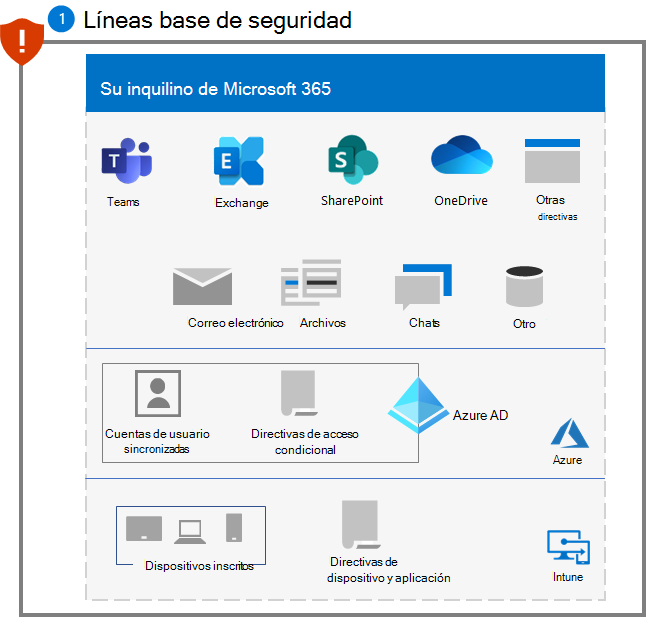 1 Líneas base de seguridad
Su inquilino de Microsoft 365
T E S
Teams Exchange SharePoint OneDrive Otras
directivas
Correo electrónico Archivos Chats Otro
Cuentas de usuario
sincronizadas
Directivas de acceso
condicional
Azure AD
Azure
Dispositivos inscritos
Directivas de
dispositivo y aplicación
Intune